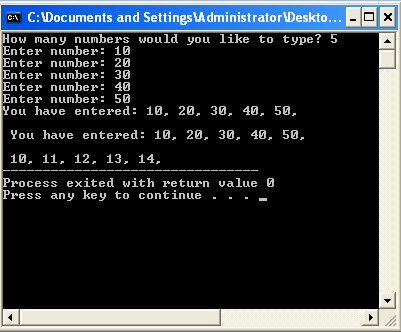 C:\Documents and Settings\Administrator\Deskto...
How many numbers would you like to type? 5
Enter number: 10
Enter number: 20
Enter number: 30
Enter number: 40
Enter number: 50
You have entered: 10, 20, 30, 40, 50,
You have entered: 10, 20, 30, 40, 50,
10, 11, 12, 13, 14,
--------------------------------
Process exited with return value 0
Press any key to continue . . . _